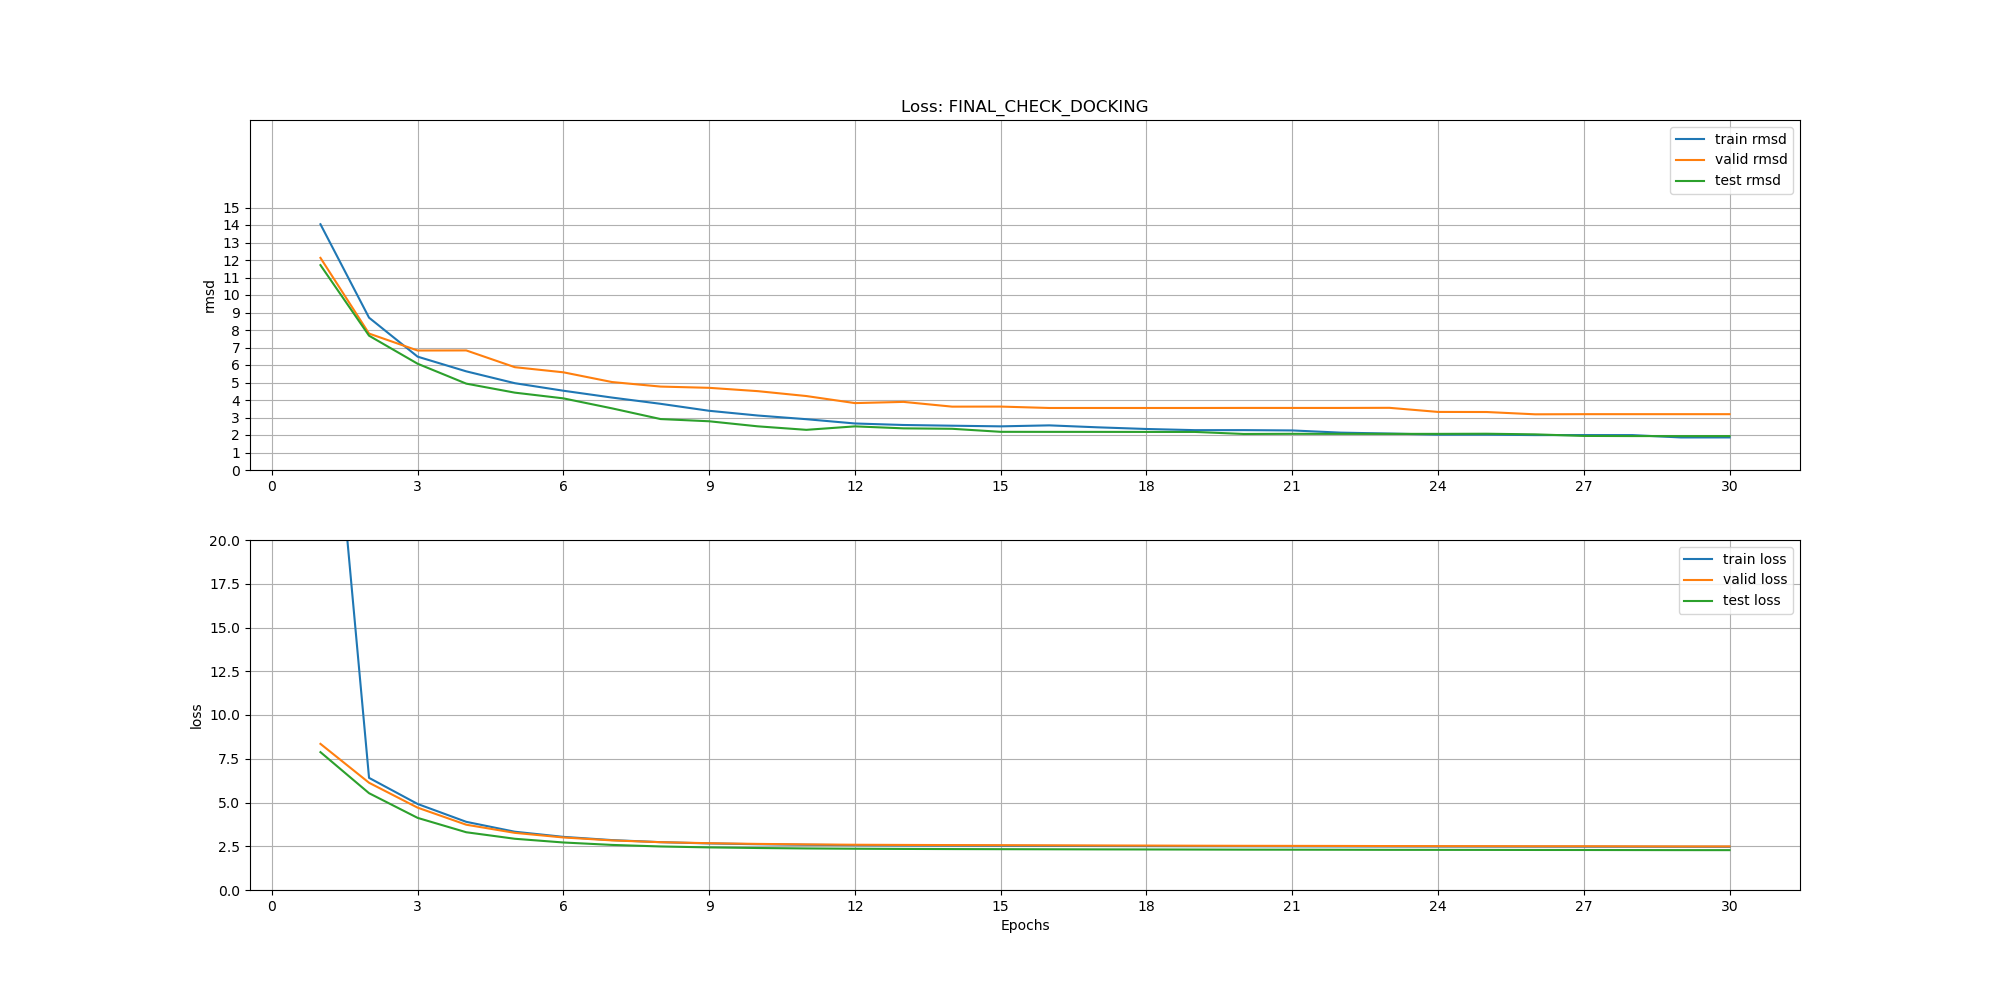 Loss: FINAL_CHECK_DOCKING
train rmsd
valid rmsd
test rmsd
rmsd
15
14
13
12
11
10
9
8
7
6
5
4
3
2
1
0
0 3 6 9 12 15 18 21 24 27 30
train loss
valid loss
test loss
loss
20.0
17.5
15.0
12.5
10.0
7.5
5.0
2.5
0.0
0 3 6 9 12 15 18 21 24 27 30
Epochs